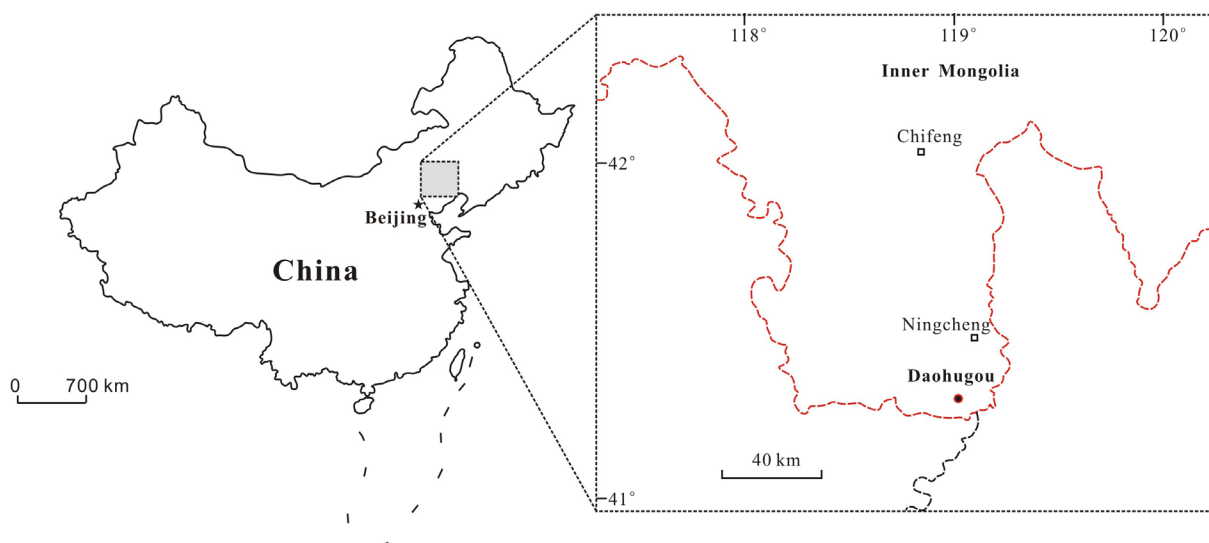 118°
119°
120°
Inner Mongolia
Chifeng
42°
Beijing
China
Ningcheng
Daohugou
0
700 km
40 km
41°